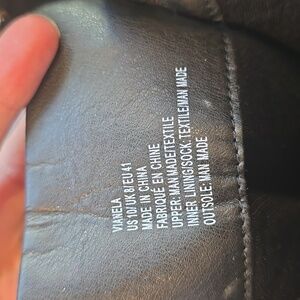 VIANELA
US 10/ UK 8/ EU 41
MADE IN CHINA
FABRIQUÉ EN CHINE
UPPER: MAN MADE/TEXTILE
INNER LINING/SOCK: TEXTILE/MAN MADE
OUTSOLE: MAN MADE